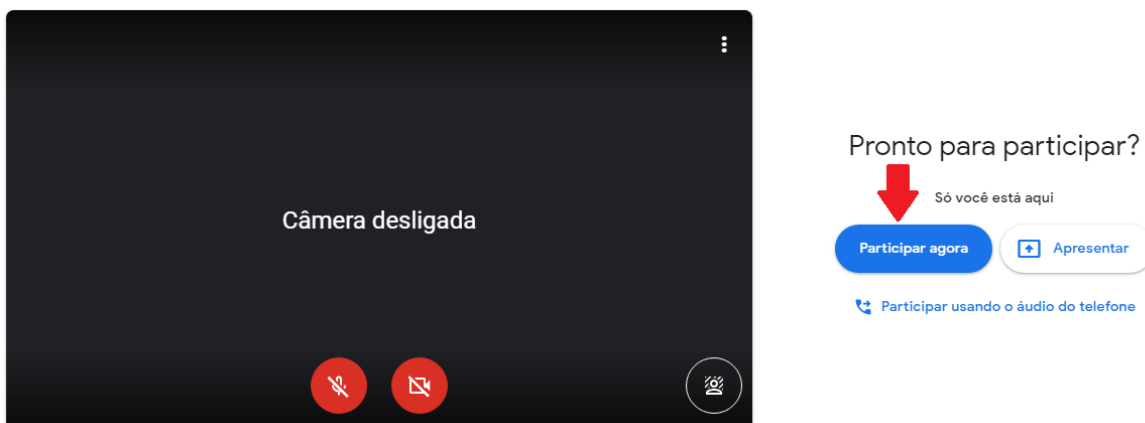 Câmera desligada
Pronto para participar?
Só você está aqui
Participar agora
Apresentar
Participar usando o áudio do telefone